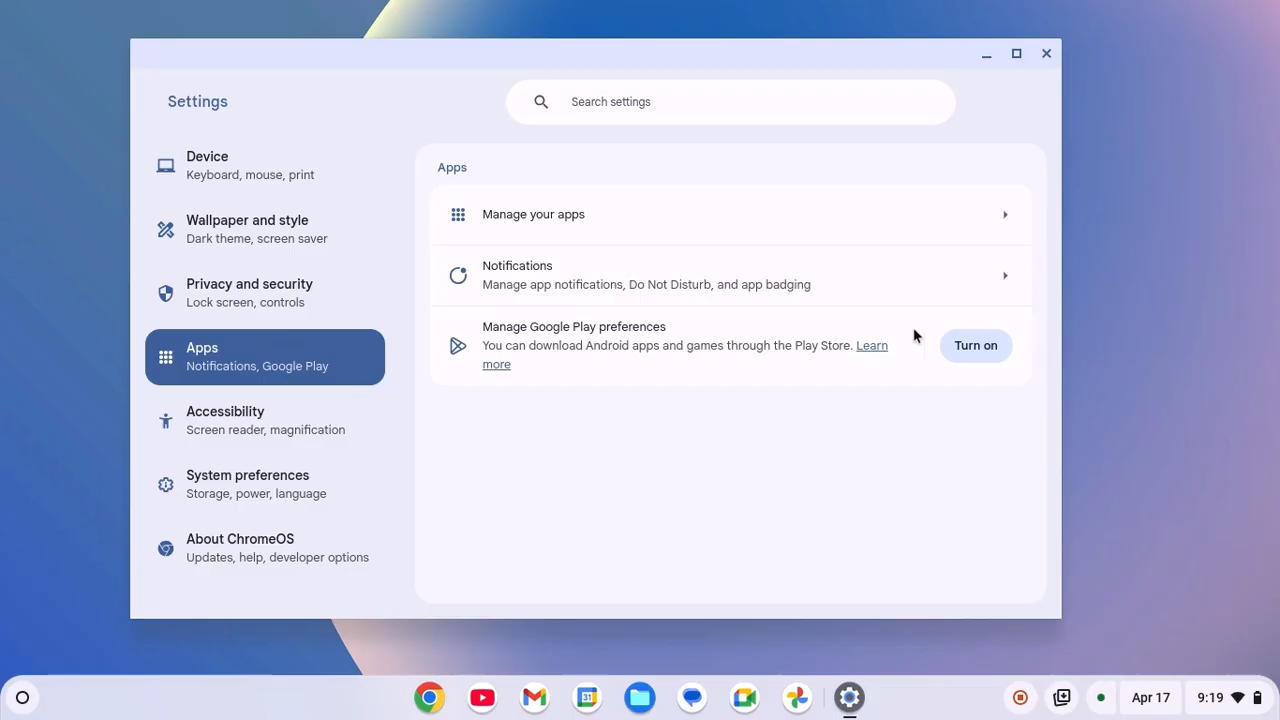 Settings
Search settings
Device
Keyboard, mouse, print
Wallpaper and style
Dark theme, screen saver
Privacy and security
Lock screen, controls
Apps
Notifications, Google Play
Accessibility
Screen reader, magnification
System preferences
Storage, power, language
About ChromeOS
Updates, help, developer options
Apps
Manage your apps
Notifications
Manage app notifications, Do Not Disturb, and app badging
Manage Google Play preferences
You can download Android apps and games through the Play Store. Learn
more
Turn on
31
Apr 17
9:19